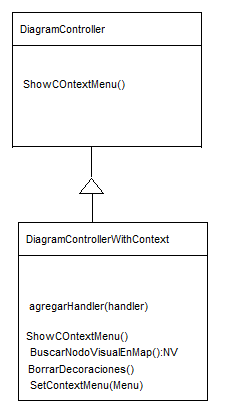 DiagramController
ShowCOntextMenu()
DiagramControllerWithContext
agregarHandler(handler)
ShowCOntextMenu()
BuscarNodoVisualEnMap():NV
BorrarDecoraciones()
SetContextMenu(Menu)